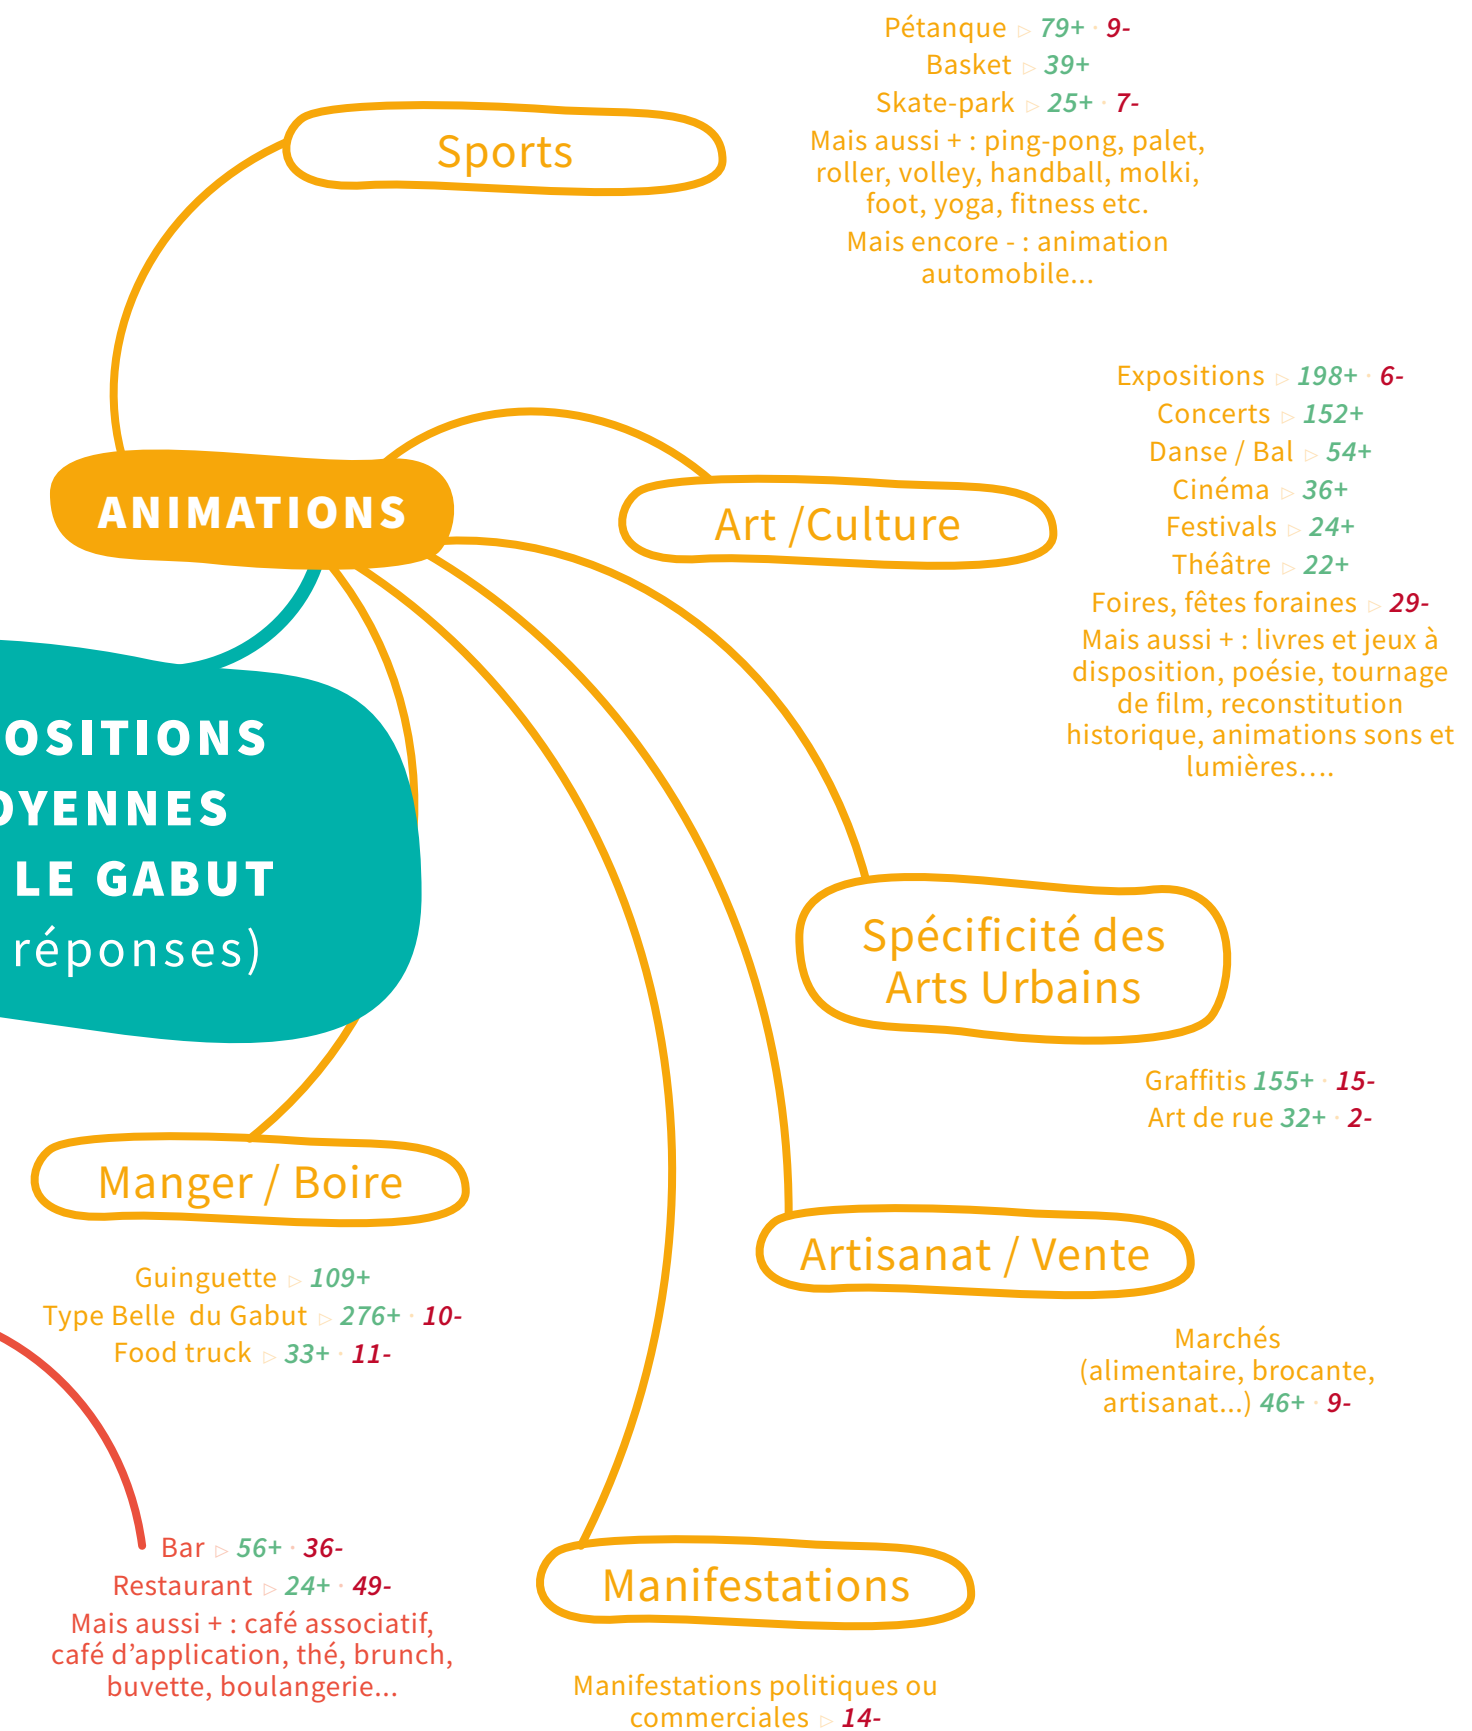 Pétanque ▷ 79+ · 9-
Basket ▷ 39+
Skate-park ▷ 25+ · 7-
Mais aussi + : ping-pong, palet,
roller, volley, handball, molki,
foot, yoga, fitness etc.
Mais encore - : animation
automobile...
Sports
Expositions ▷ 198+ · 6-
Concerts ▷ 152+
Danse / Bal ▷ 54+
Cinéma ▷ 36+
Festivals ▷ 24+
Théâtre ▷ 22+
Foires, fêtes foraines ▷ 29-
Mais aussi + : livres et jeux à
disposition, poésie, tournage
de film, reconstitution
historique, animations sons et
lumières….
ANIMATIONS
Art /Culture
OSITIONS
OYENNES
LE GABUT
réponses)
Spécificité des
Arts Urbains
Graffitis 155+ · 15-
Art de rue 32+ · 2-
Manger / Boire
Guinguette ▷ 109+
Type Belle du Gabut ▷ 276+ · 10-
Food truck ▷ 33+ · 11-
Artisanat / Vente
Marchés
(alimentaire, brocante,
artisanat...) 46+ · 9-
Bar ▷ 56+ · 36-
Restaurant ▷ 24+ · 49-
Mais aussi + : café associatif,
café d’application, thé, brunch,
buvette, boulangerie...
Manifestations
Manifestations politiques ou
commerciales ▷ 14-